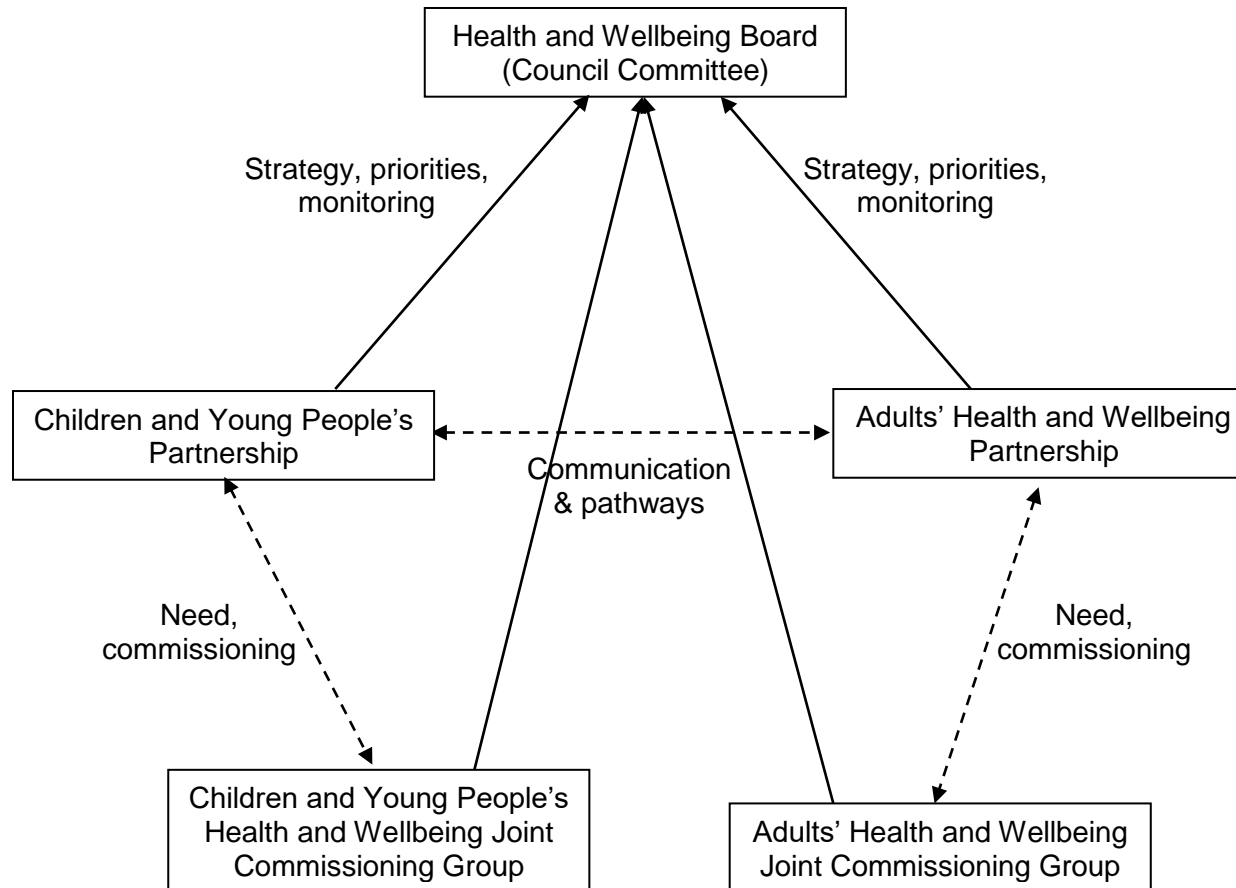 Health and Wellbeing Board
(Council Committee)
Strategy, priorities,
monitoring
Strategy, priorities,
monitoring
Children and Young People’s
Partnership
Adults’ Health and Wellbeing
Partnership
Communication
& pathways
Need,
commissioning
Need,
commissioning
Children and Young People’s
Health and Wellbeing Joint
Commissioning Group
Adults’ Health and Wellbeing
Joint Commissioning Group